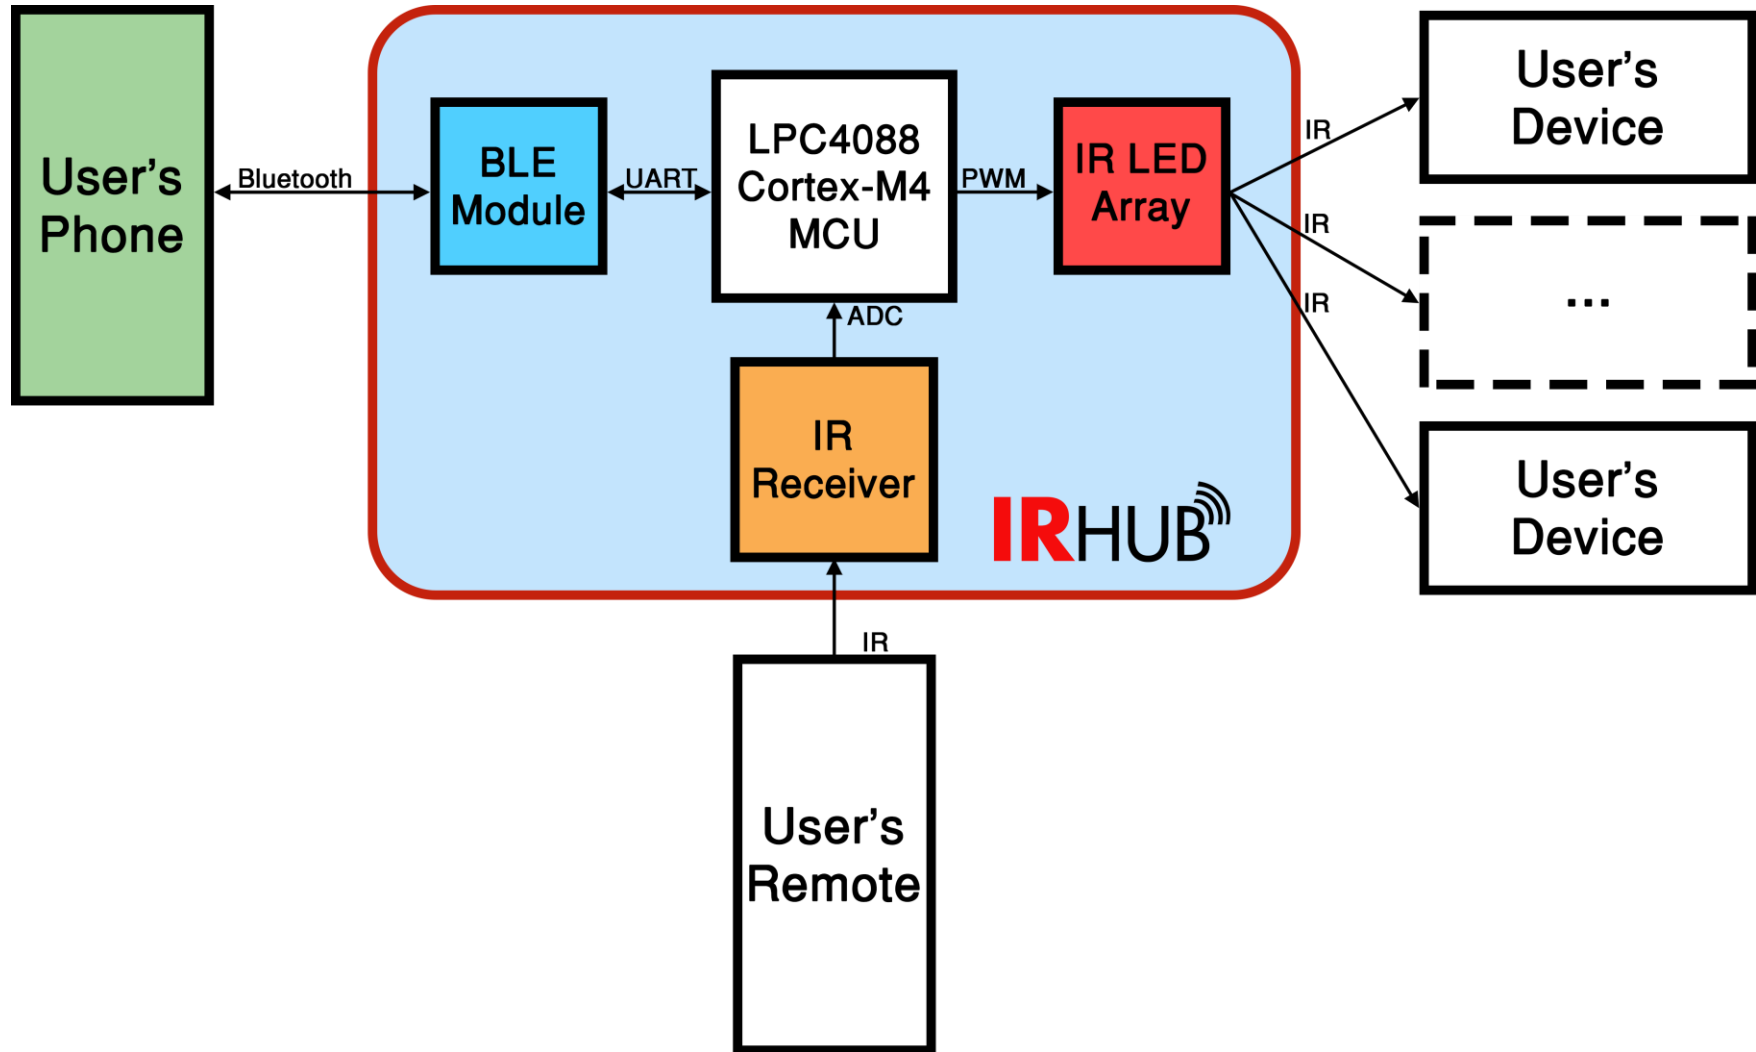 User's
Phone
Bluetooth
BLE
Module
UART
LPC4088
Cortex-M4
MCU
PWM
IR LED
Array
IR
IR
IR
User's
Device
...
User's
Device
ADC
IR
Receiver
IRHUB
IR
User's
Remote